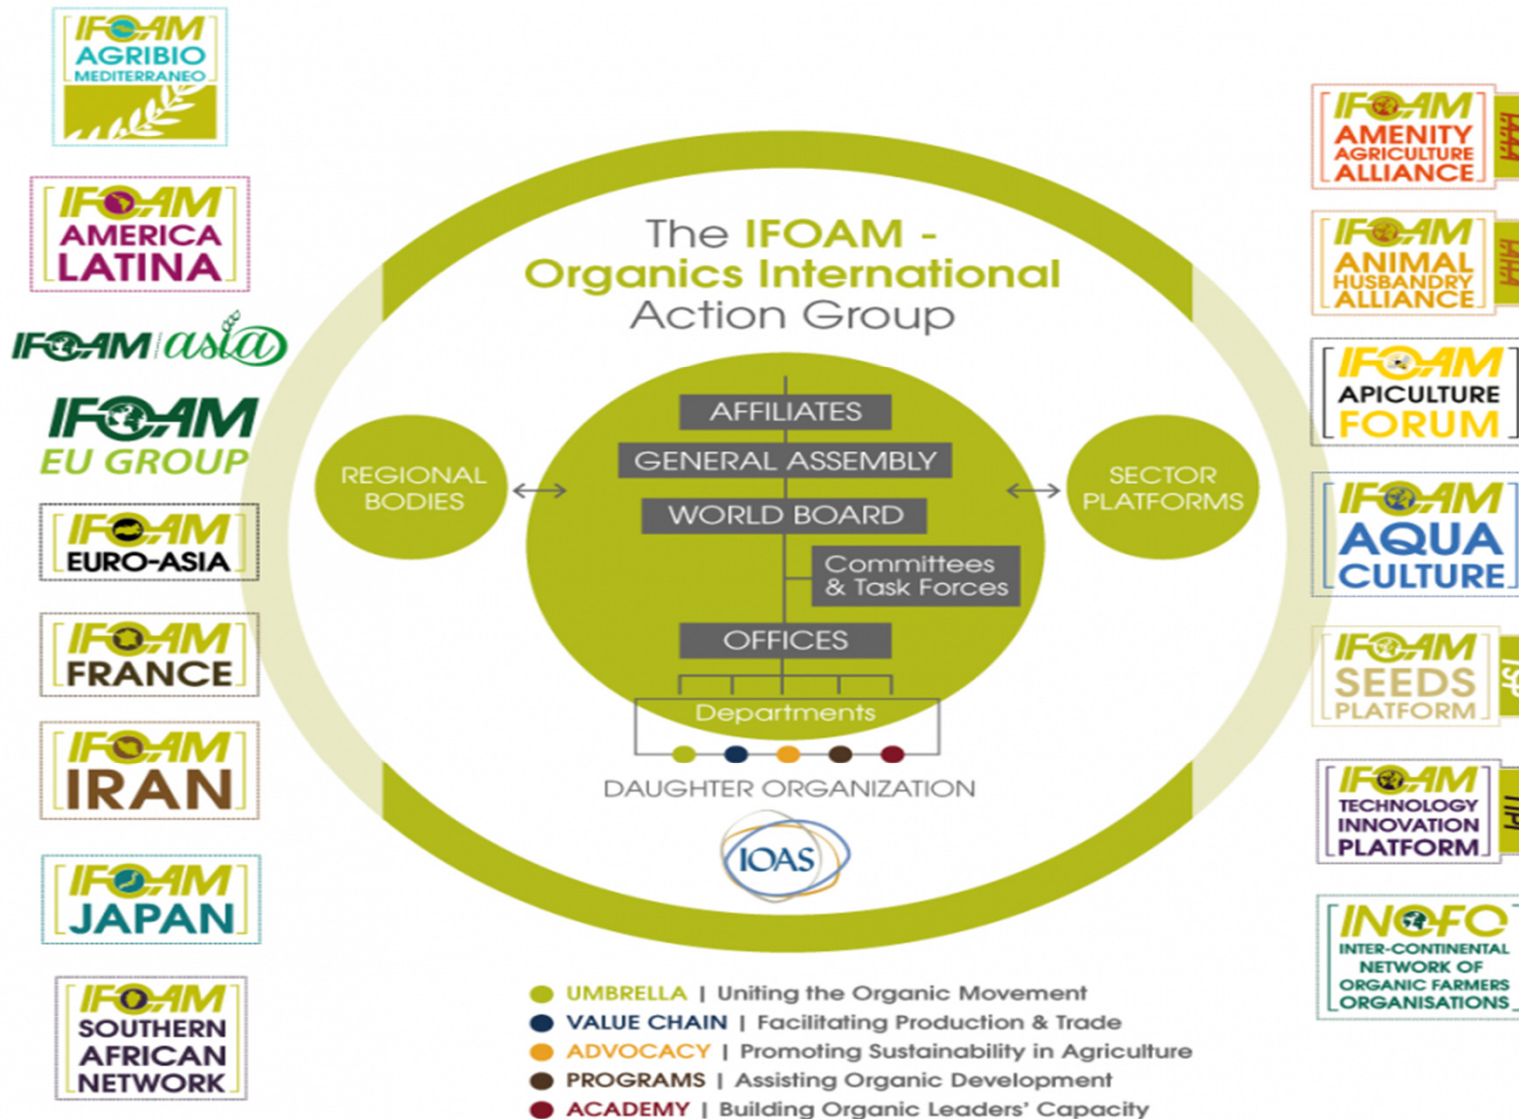 IFOAM
AGRIBIO
MEDITERRANEO
IFOAM
AMERICA
LATINA
IFOAM asia
IFOAM
EU GROUP
IFOAM
EURO-ASIA
IFOAM
FRANCE
IFOAM
IRAN
IFOAM
JAPAN
IFOAM
SOUTHERN
AFRICAN
NETWORK
The IFOAM -
Organics International
Action Group
REGIONAL
BODIES
AFFILIATES
GENERAL ASSEMBLY
WORLD BOARD
Committees
& Task Forces
OFFICES
Departments
DAUGHTER ORGANIZATION
IOAS
SECTOR
PLATFORMS
UMBRELLA | Uniting the Organic Movement
VALUE CHAIN | Facilitating Production & Trade
ADVOCACY | Promoting Sustainability in Agriculture
PROGRAMS | Assisting Organic Development
ACADEMY | Building Organic Leaders' Capacity
IFOAM
AMENITY
AGRICULTURE
ALLIANCE
IFOAM
ANIMAL
HUSBANDRY
ALLIANCE
IFOAM
APICULTURE
FORUM
IFOAM
AQUA
CULTURE
IFOAM
SEEDS
PLATFORM
IFOAM
TECHNOLOGY
INNOVATION
PLATFORM
INOFO
INTER-CONTINENTAL
NETWORK OF
ORGANIC FARMERS
ORGANISATIONS